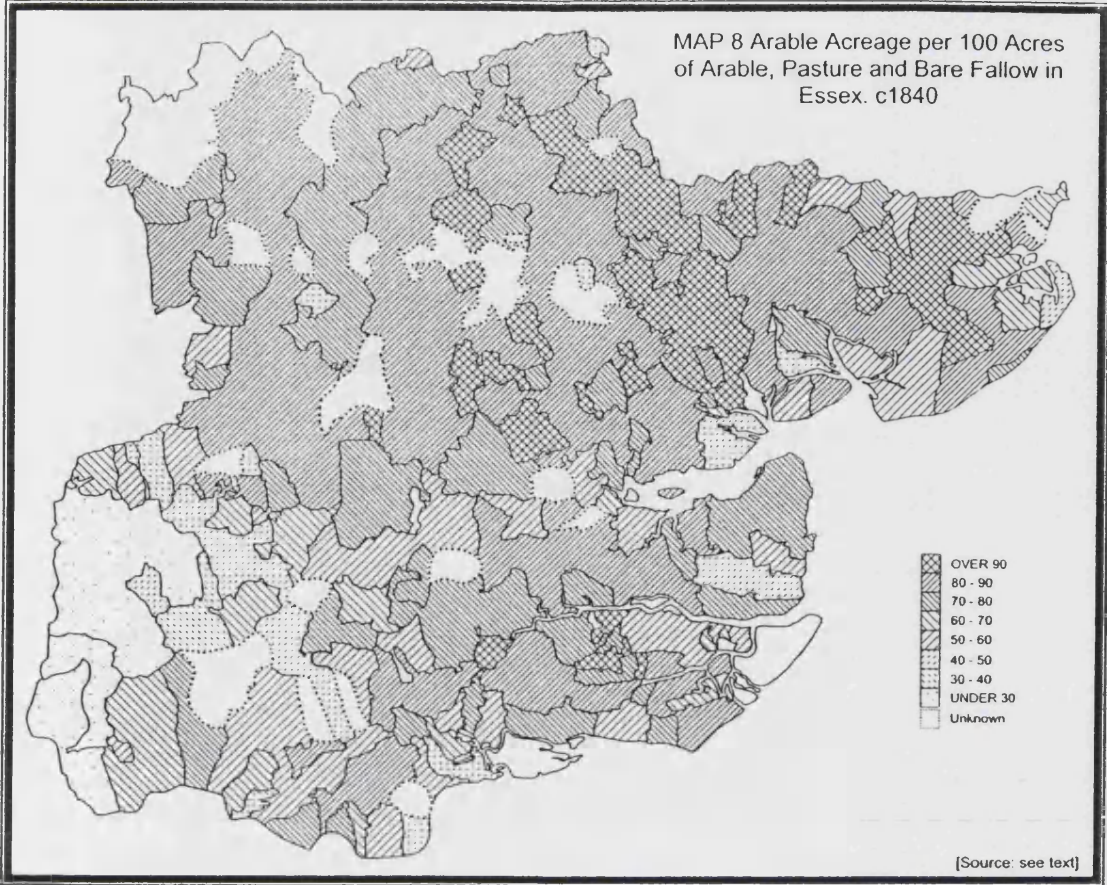 MAP 8 Arable Acreage per 100 Acres
of Arable, Pasture and Bare Fallow in
Essex. c1840
OVER 90
80 - 90
70 - 80
60 - 70
50 - 60
40 - 50
30 - 40
UNDER 30
Unknown
[Source: see text]